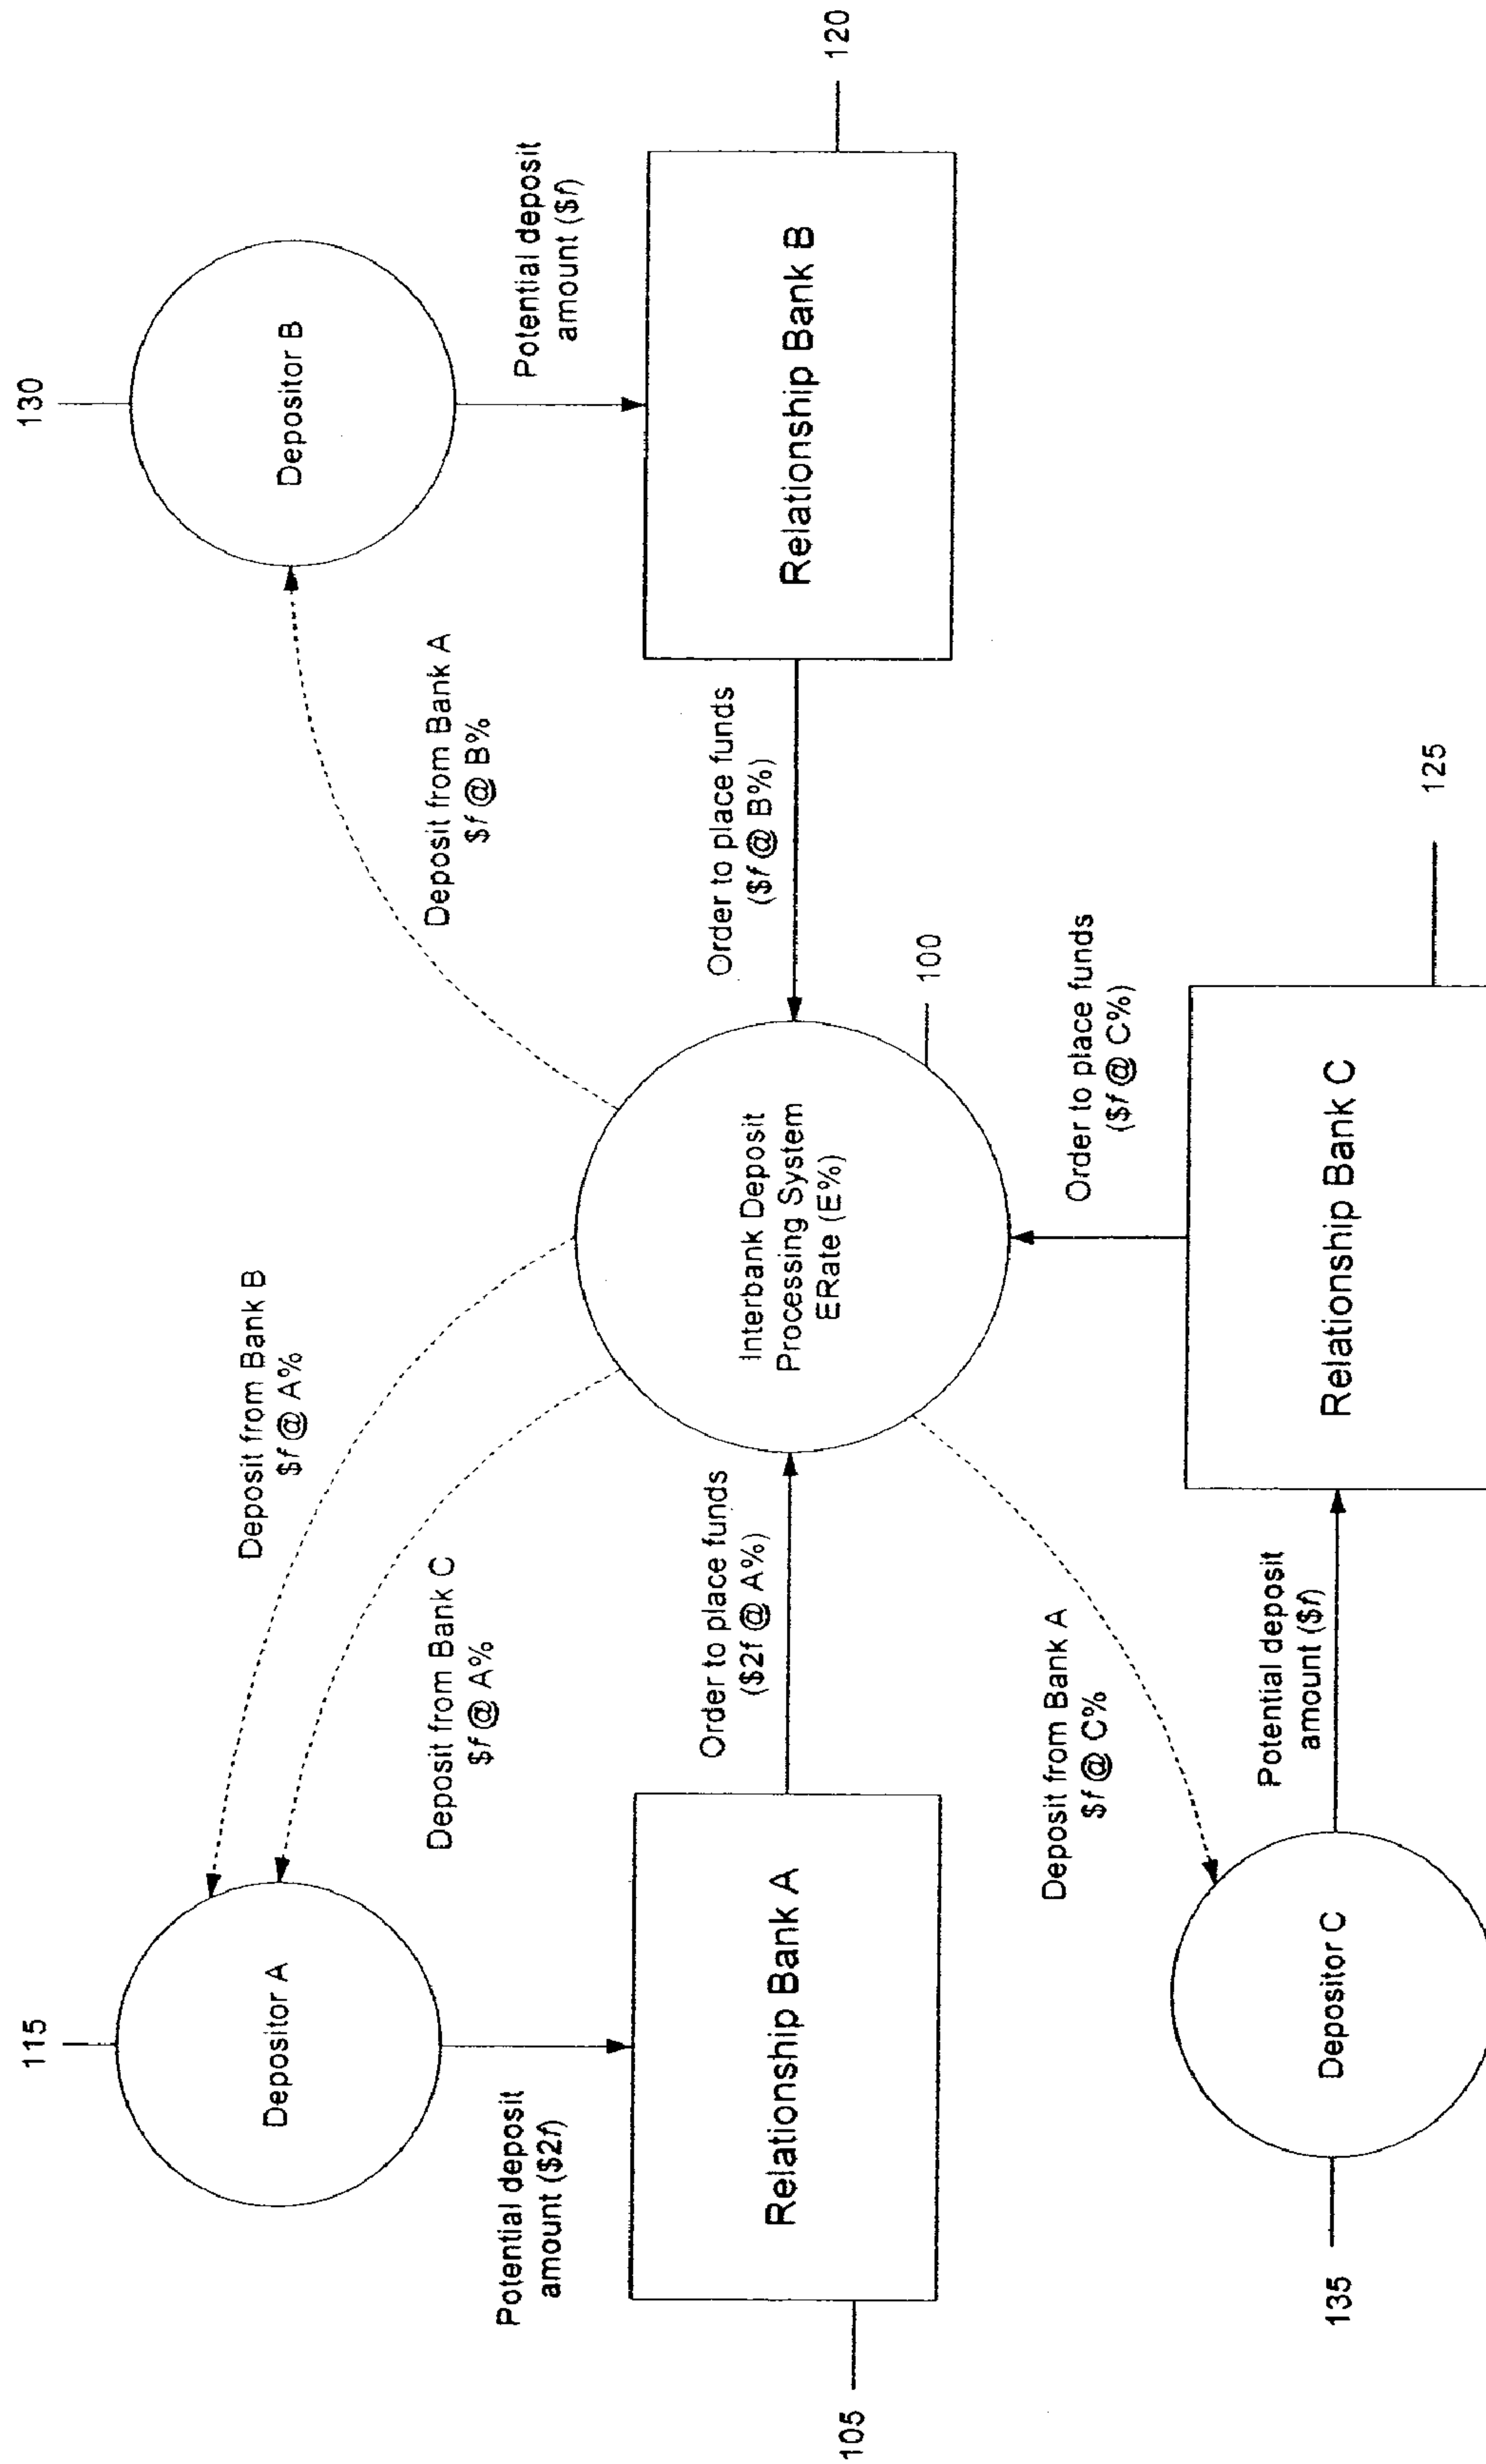 115
Depositor A
Potential deposit
amount ($2f)
Relationship Bank A
105
Deposit from Bank B
$f @ A%
Deposit from Bank C
$f @ A%
Order to place funds
($2f @ A%)
Interbank Deposit
Processing System
ERate (E%)
100
Deposit from Bank A
$f @ B%
Order to place funds
($f @ B%)
130
Depositor B
Potential deposit
amount ($f)
Relationship Bank B
120
Deposit from Bank A
$f @ C%
Order to place funds
($f @ C%)
135
Depositor C
Potential deposit
amount ($f)
Relationship Bank C
125